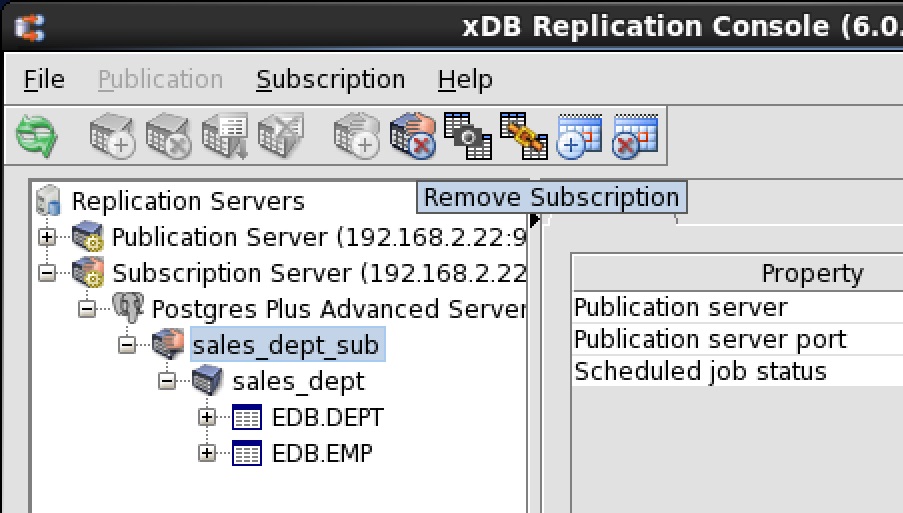 xDB Replication Console (6.0.
File Publication Subscription Help
Remove Subscription
Replication Servers
Publication Server (192.168.2.22:9
Subscription Server (192.168.2.22
Postgres Plus Advanced Server
sales_dept_sub
sales_dept
EDB.DEPT
EDB.EMP
Property
Publication server
Publication server port
Scheduled job status